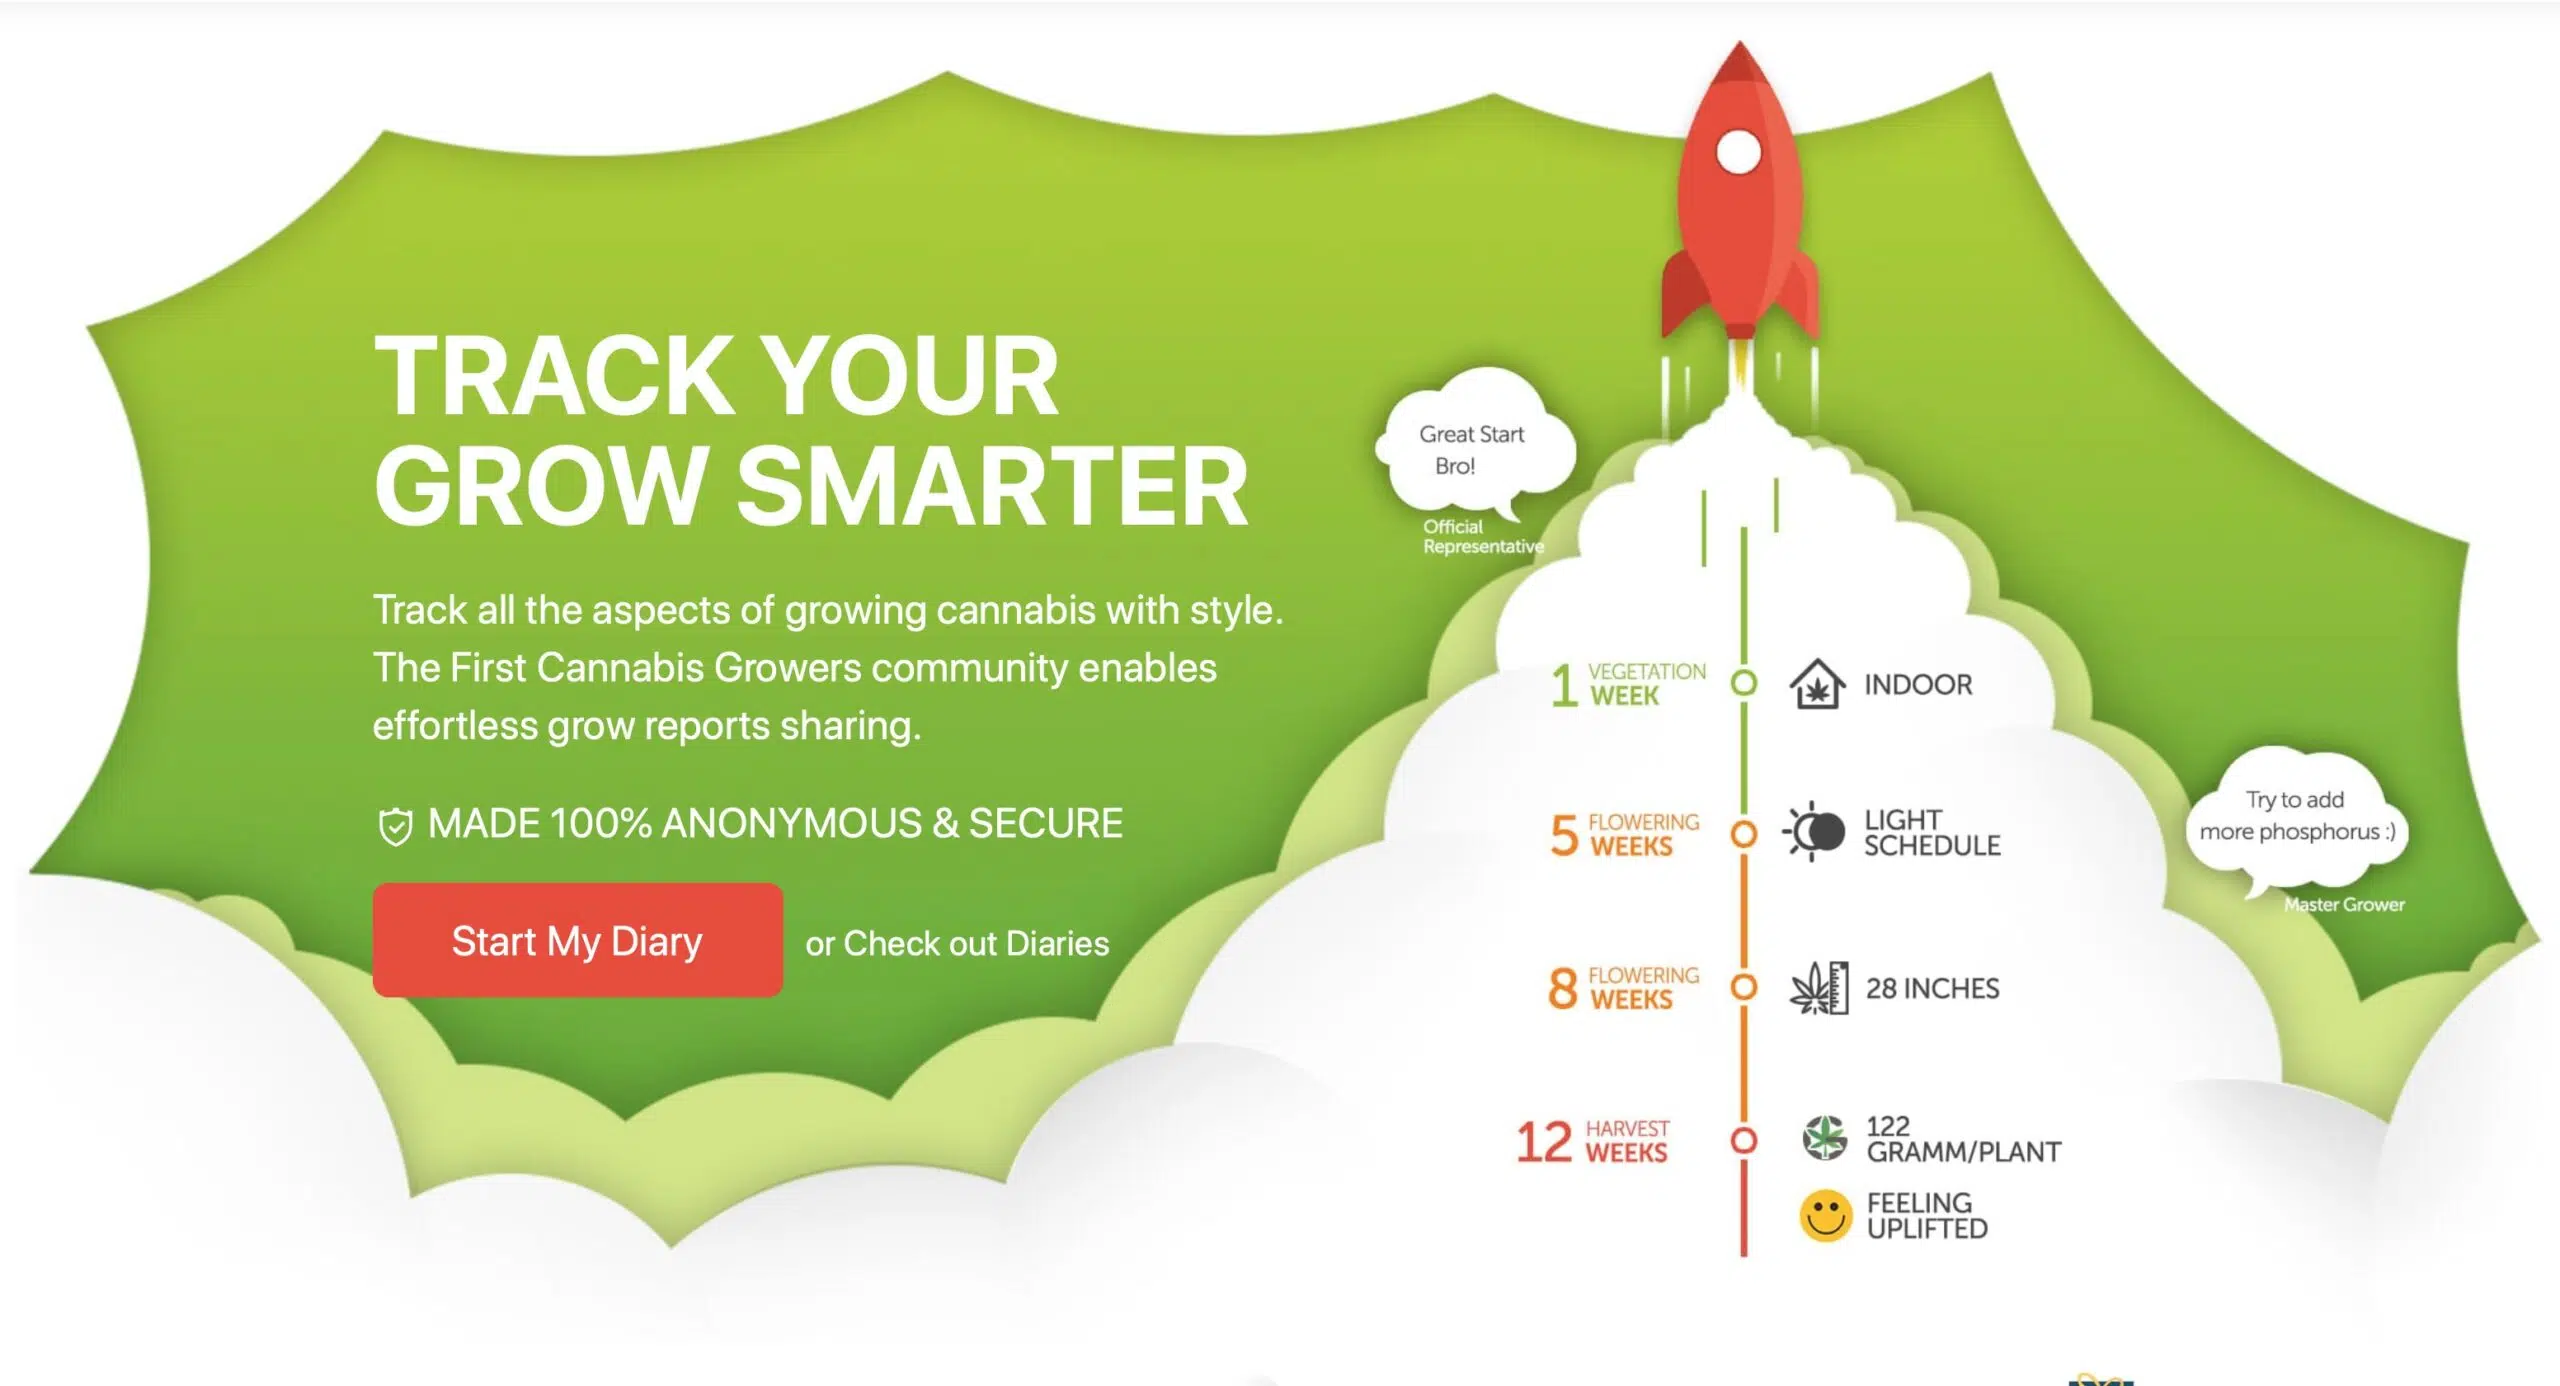 TRACK YOUR
GROW SMARTER
Track all the aspects of growing cannabis with style.
The First Cannabis Growers community enables
effortless grow reports sharing.
MADE 100% ANONYMOUS & SECURE
Start My Diary
or Check out Diaries
Great Start
Bro!
Official
Representative
1 VEGETATION
WEEK
INDOOR
5 FLOWERING
WEEKS
LIGHT
SCHEDULE
Try to add
more phosphorus :)
Master Grower
8 FLOWERING
WEEKS
28 INCHES
12 HARVEST
WEEKS
122
GRAMM/PLANT
FEELING
UPLIFTED